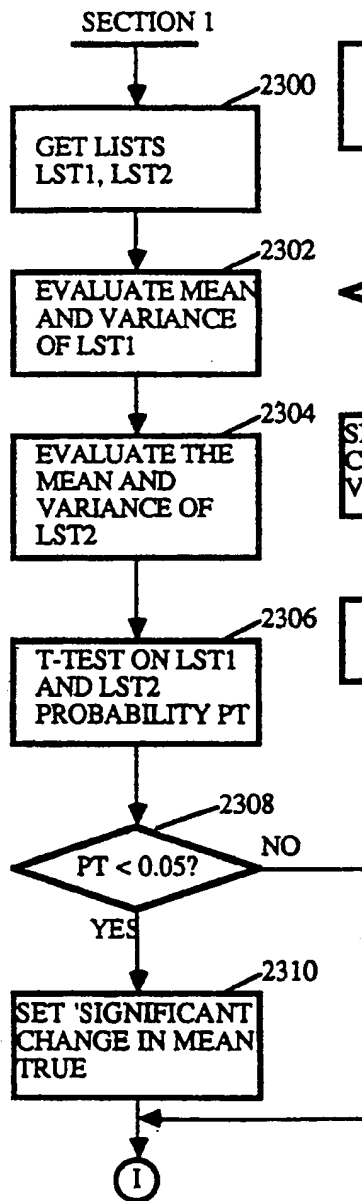 SECTION 1
2300
GET LISTS
LST1, LST2
2302
EVALUATE MEAN
AND VARIANCE
OF LST1
2304
EVALUATE THE
MEAN AND
VARIANCE OF
LST2
2306
T-TEST ON LST1
AND LST2
PROBABILITY PT
2308
PT < 0.05?
NO
YES
2310
SET 'SIGNIFICANT
CHANGE IN MEAN
TRUE
I